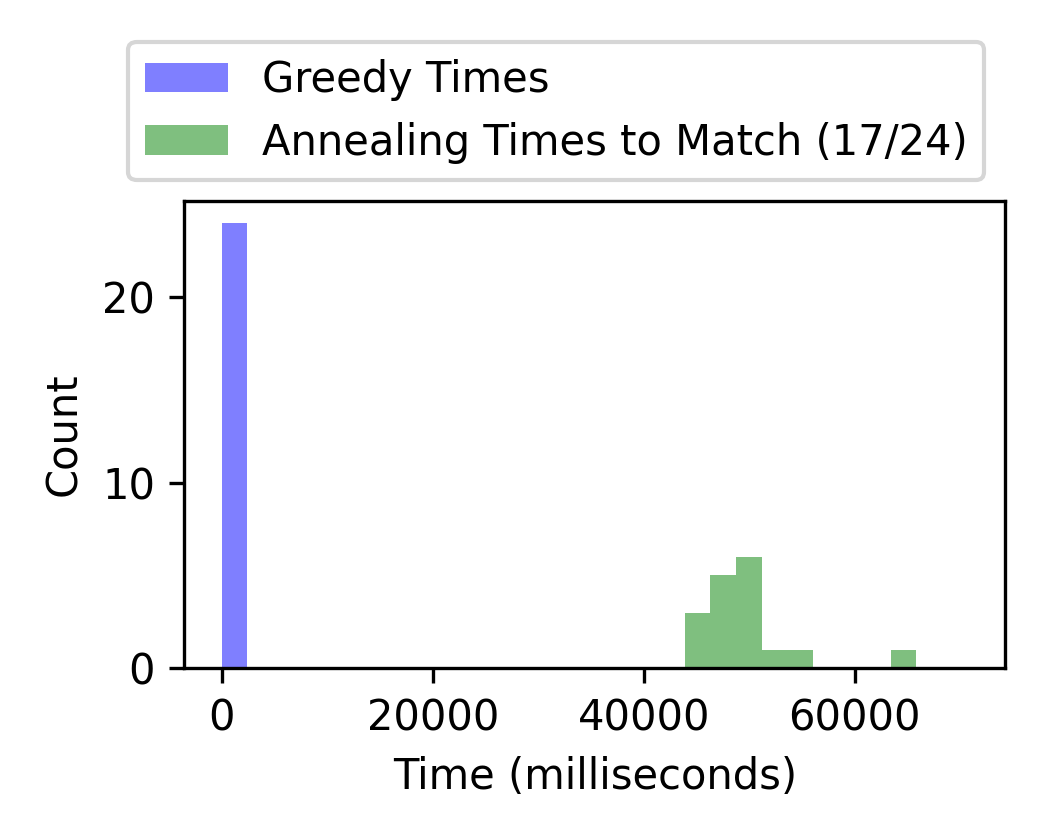 Greedy Times
Annealing Times to Match (17/24)
20
10
0
Count
0 20000 40000 60000
Time (milliseconds)